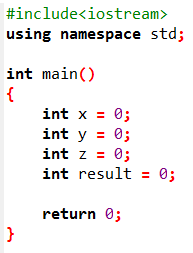 #include<iostream>
using namespace std;

int main()
{
    int x = 0;
    int y = 0;
    int z = 0;
    int result = 0;

    return 0;
}